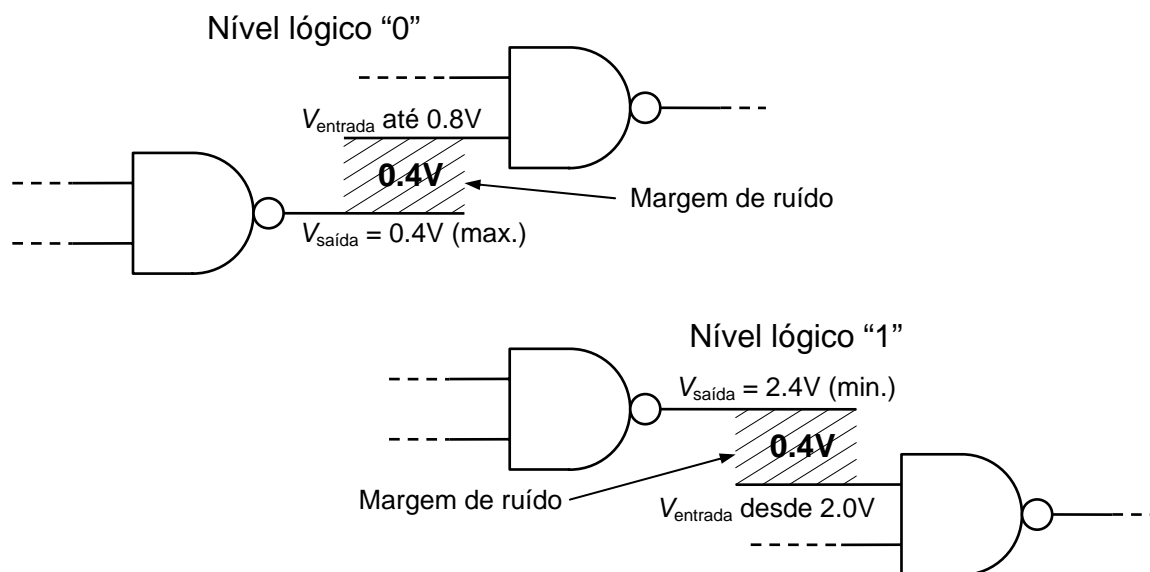 Nível lógico “0”
Ventrada até 0.8V
0.4V
Margem de ruído
Vsaída = 0.4V (max.)
Nível lógico “1”
Vsaída = 2.4V (min.)
0.4V
Margem de ruído
Ventrada desde 2.0V